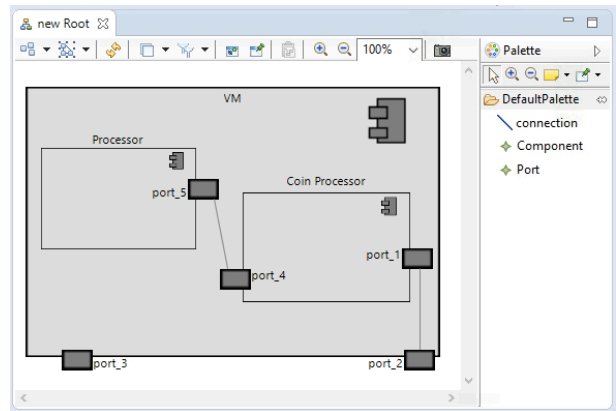 new Root
100%
Palette
DefaultPalette
connection
Component
Port
VM
Processor
port_5
Coin Processor
port_1
port_4
port_3
port_2